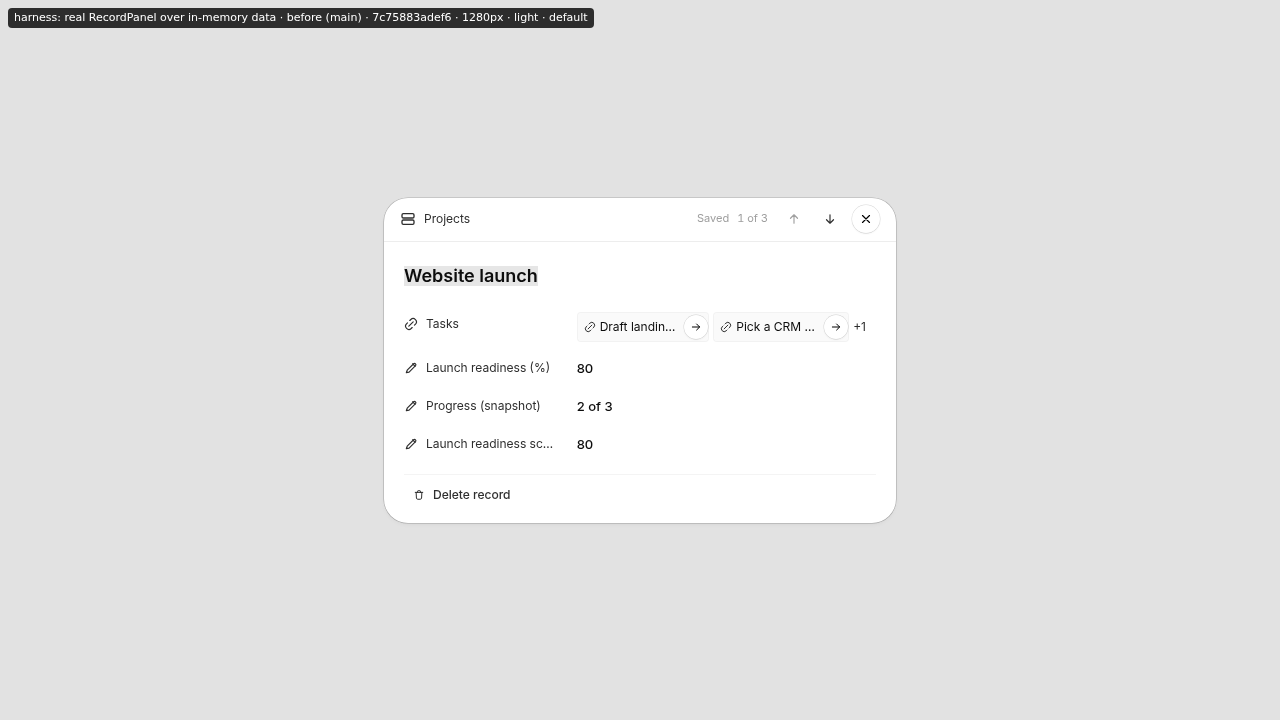 harness: real RecordPanel over in-memory data · before (main) · 7c75883adef6 · 1280px · light · default
Projects Saved 1 of 3
Website launch
Tasks Draft landin... Pick a CRM ... +1
Launch readiness (%) 80
Progress (snapshot) 2 of 3
Launch readiness sc... 80
Delete record